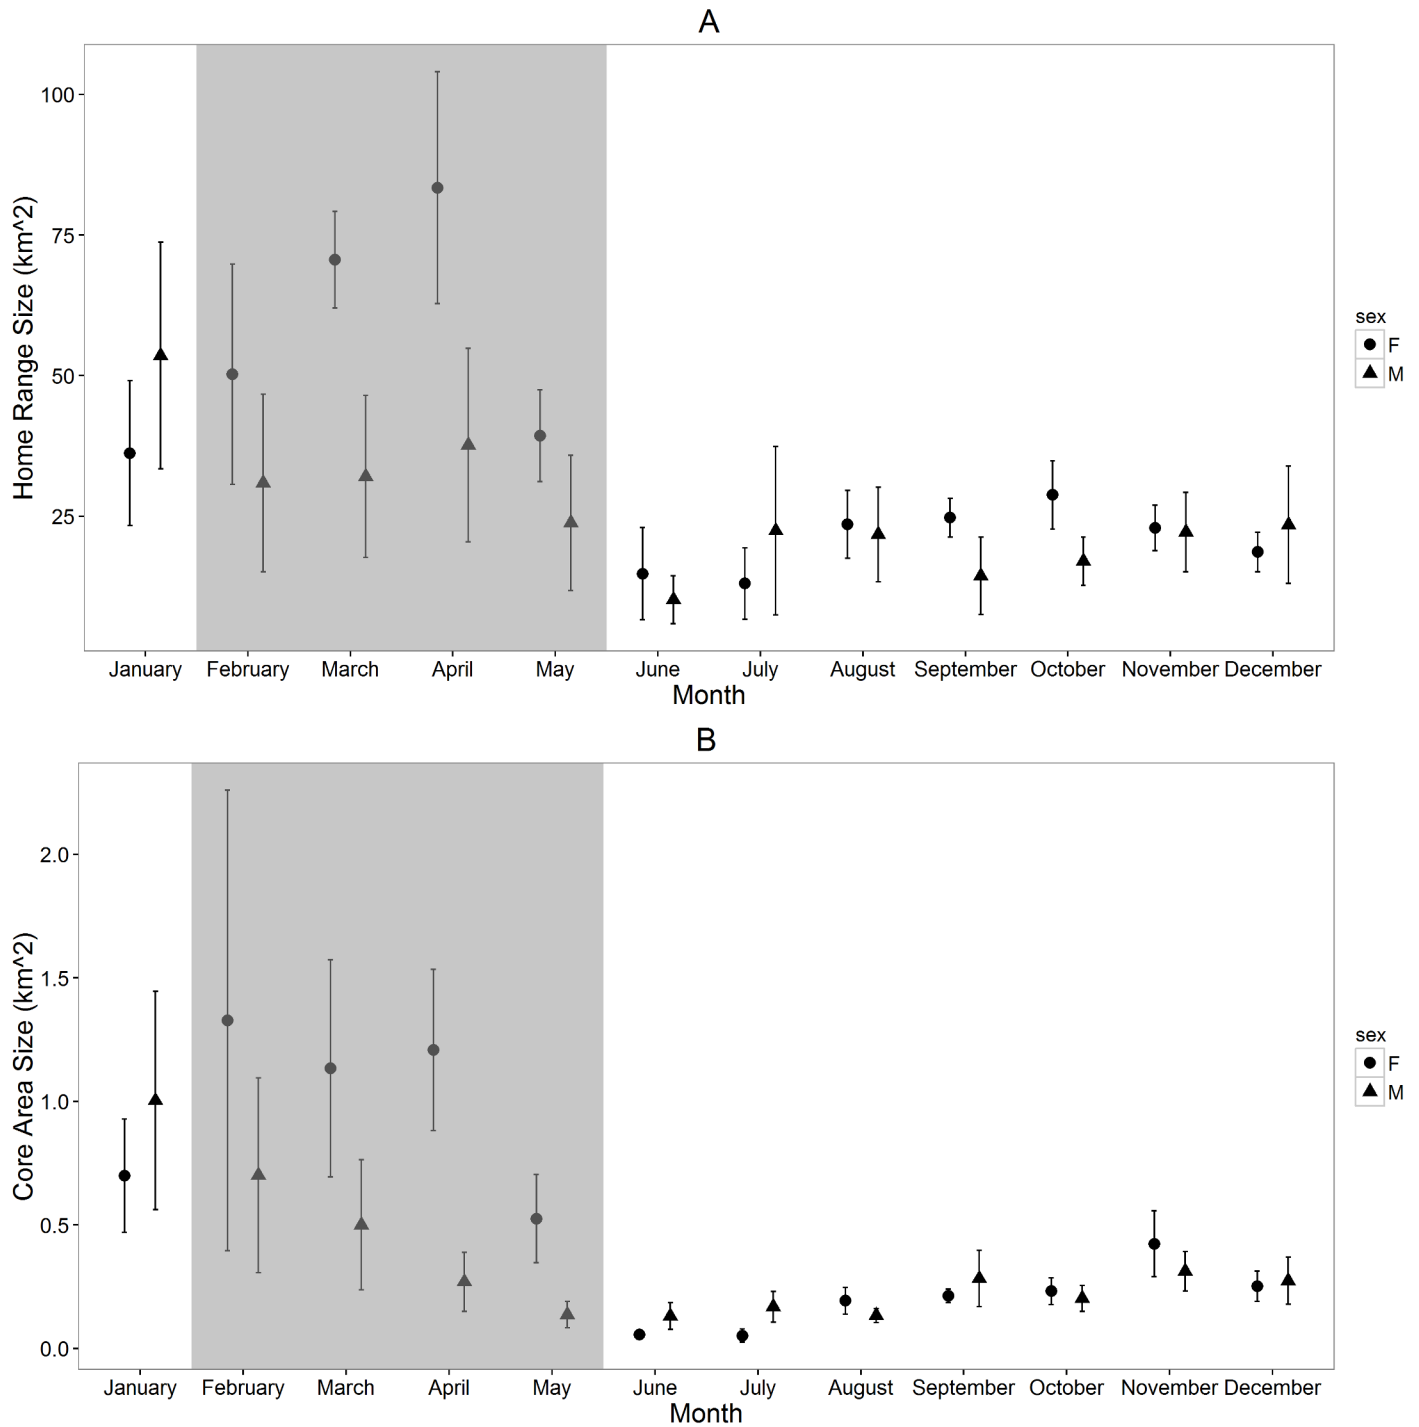 A
Home Range Size (km^2)
100
75
50
25
January February March April May June July August September October November December
Month
sex
F
M
B
Core Area Size (km^2)
2.0
1.5
1.0
0.5
0.0
January February March April May June July August September October November December
Month
sex
F
M